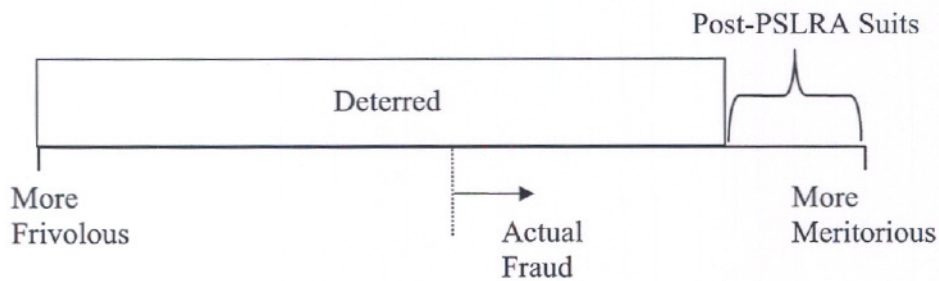 Post-PSLRA Suits
Deterred
More
Frivolous
Actual
Fraud
More
Meritorious